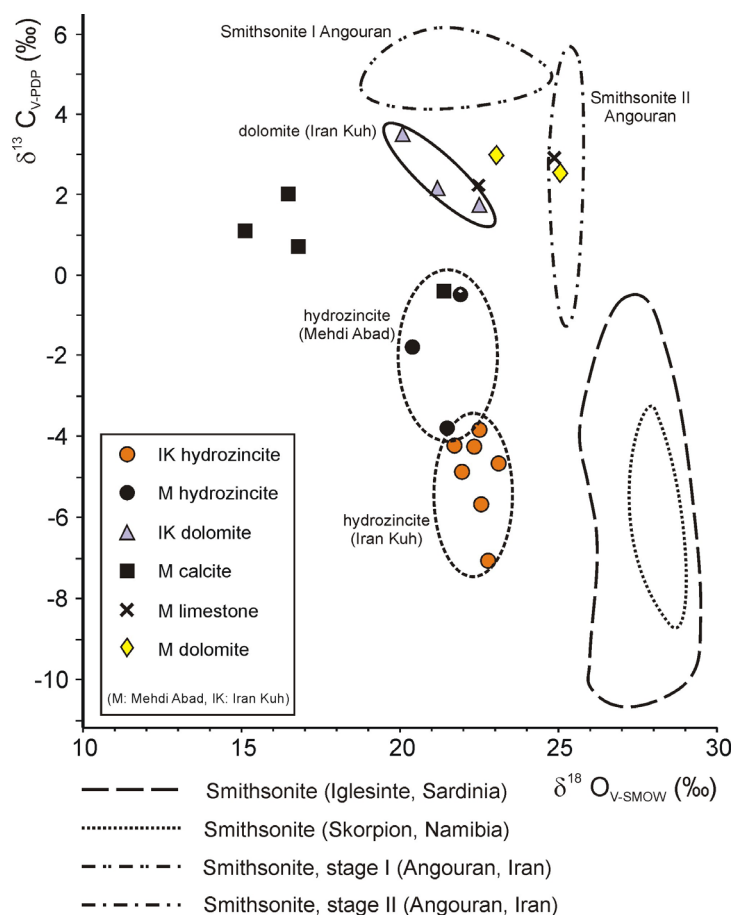 δ¹³ C V-PDP (‰)
6
4
2
0
-2
-4
-6
-8
-10
Smithsonite I Angouran
Smithsonite II
Angouran
dolomite (Iran Kuh)
hydrozincite
(Mehdi Abad)
hydrozincite
(Iran Kuh)
IK hydrozincite
M hydrozincite
IK dolomite
M calcite
M limestone
M dolomite
(M: Mehdi Abad, IK: Iran Kuh)
10
15
20
25
30
δ¹⁸ O V-SMOW (‰)
Smithsonite (Iglesinte, Sardinia)
Smithsonite (Skorpion, Namibia)
Smithsonite, stage I (Angouran, Iran)
Smithsonite, stage II (Angouran, Iran)